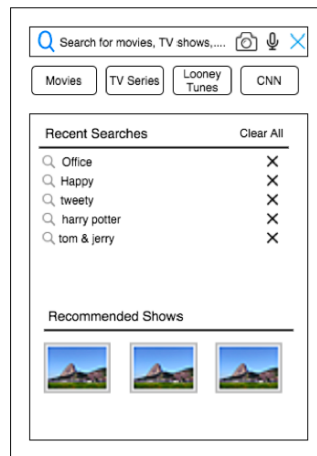 Search for movies, TV shows,....
Movies
TV Series
Looney
Tunes
CNN
Recent Searches Clear All
Office
Happy
tweety
harry potter
tom & jerry
Recommended Shows